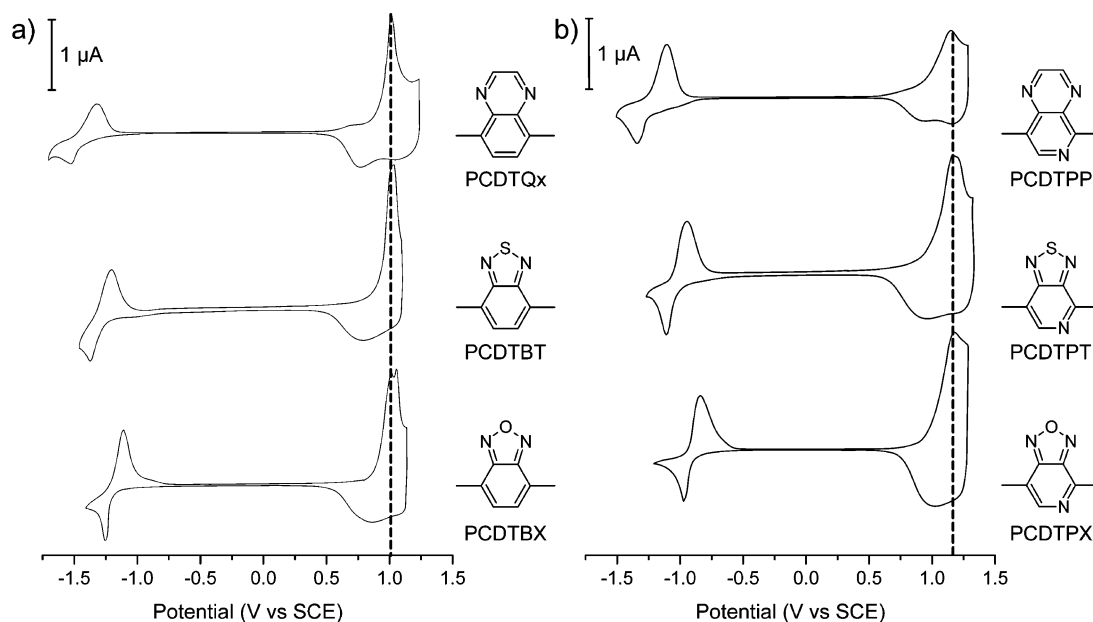 a)
1 µA
N N
PCDTQx
S
N N
PCDTBT
O
N N
PCDTBX
-1.5 -1.0 -0.5 0.0 0.5 1.0 1.5
Potential (V vs SCE)
b)
1 µA
N N
N
PCDTPP
S
N N
N
PCDTPT
O
N N
N
PCDTPX
-1.5 -1.0 -0.5 0.0 0.5 1.0 1.5
Potential (V vs SCE)